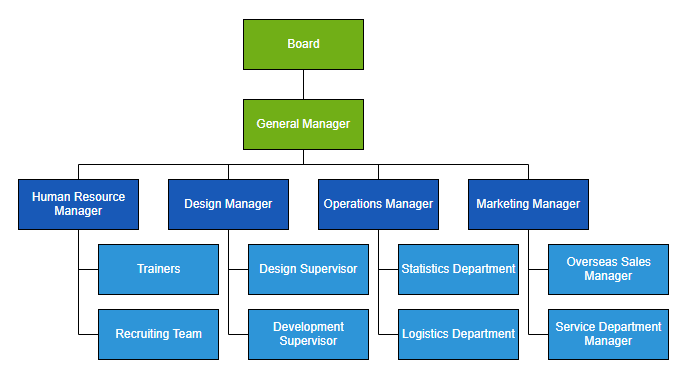 Board
General Manager
Human Resource
Manager
Design Manager
Operations Manager
Marketing Manager
Trainers
Design Supervisor
Statistics Department
Overseas Sales
Manager
Recruiting Team
Development
Supervisor
Logistics Department
Service Department
Manager